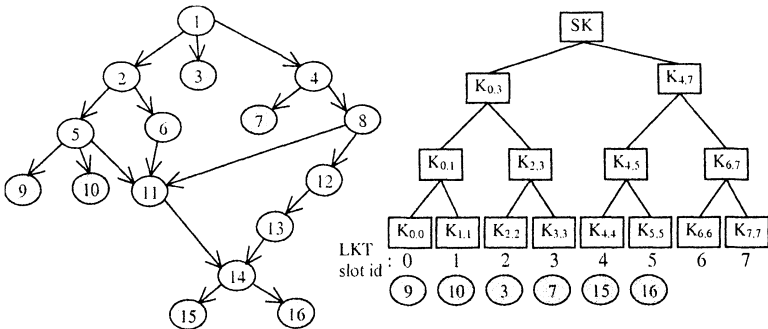 1
2
3
4
5
6
7
8
9
10
11
12
13
14
15
16
SK
K0,3
K4,7
K0,1
K2,3
K4,5
K6,7
K0,0 K1,1 K2,2 K3,3 K4,4 K5,5 K6,6 K7,7
LKT
slot id : 0 1 2 3 4 5 6 7
9 10 3 7 15 16